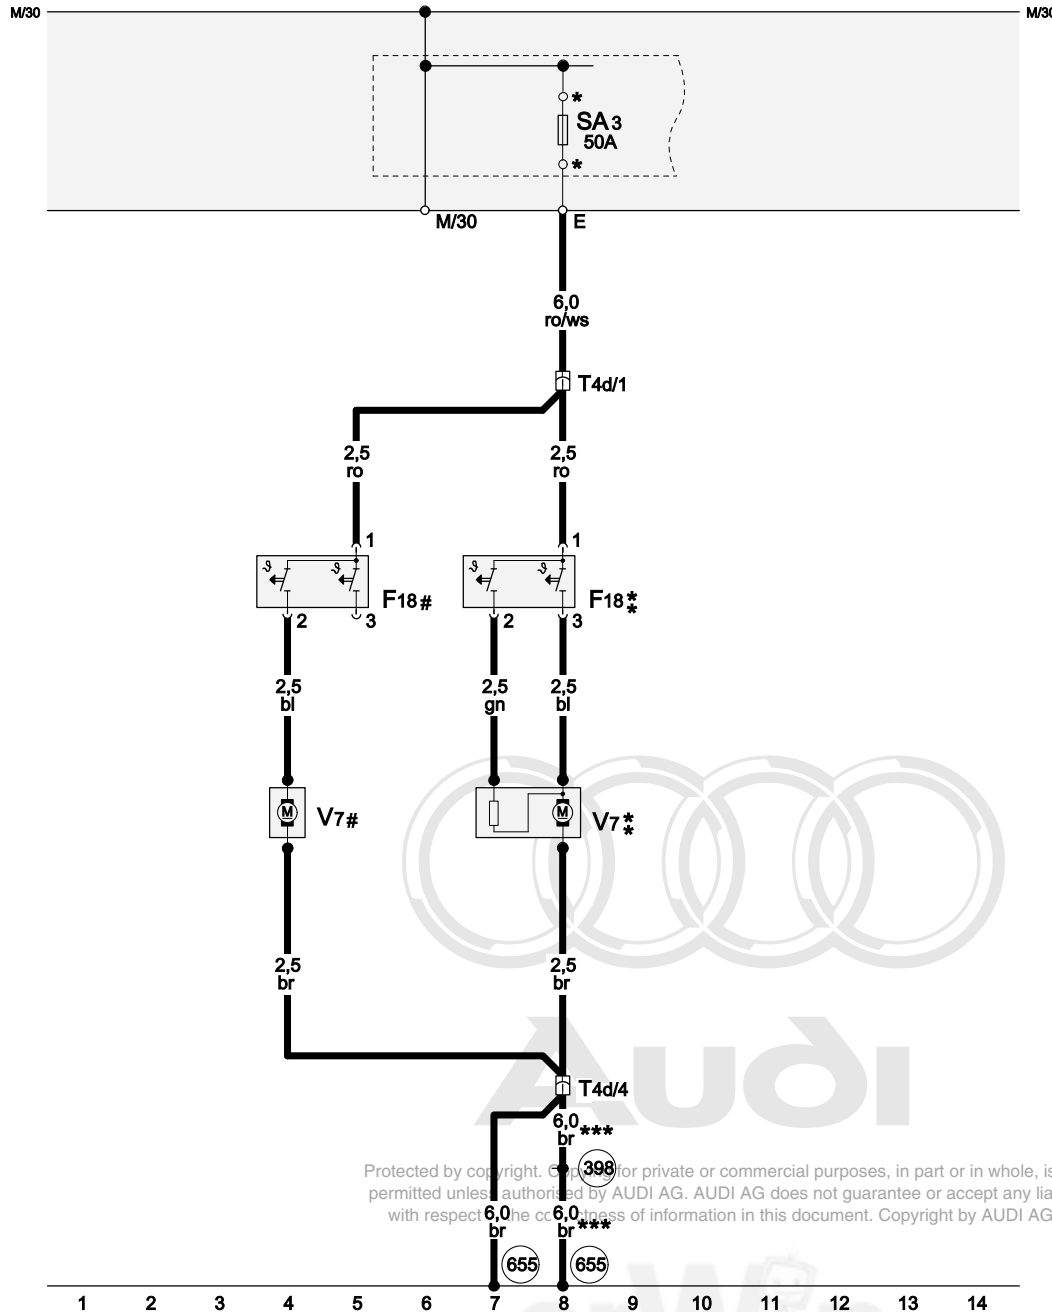 M/30
M/30
*
SA3
50A
*
M/30
E
6,0
ro/ws
T4d/1
2,5
ro
2,5
ro
1
1
ϑ
ϑ
ϑ
ϑ
F18#
F18**
2
3
2
3
2,5
bl
2,5
gn
2,5
bl
M
V7#
M
V7**
2,5
br
2,5
br
Audi
T4d/4
6,0
br ***
398
Protected by copyright. Copying for private or commercial purposes, in part or in whole, is
permitted unless authorised by AUDI AG. AUDI AG does not guarantee or accept any lia
with respect the correctness of information in this document. Copyright by AUDI AG
6,0
br
6,0
br ***
655
655
1 2 3 4 5 6 7 8 9 10 11 12 13 14